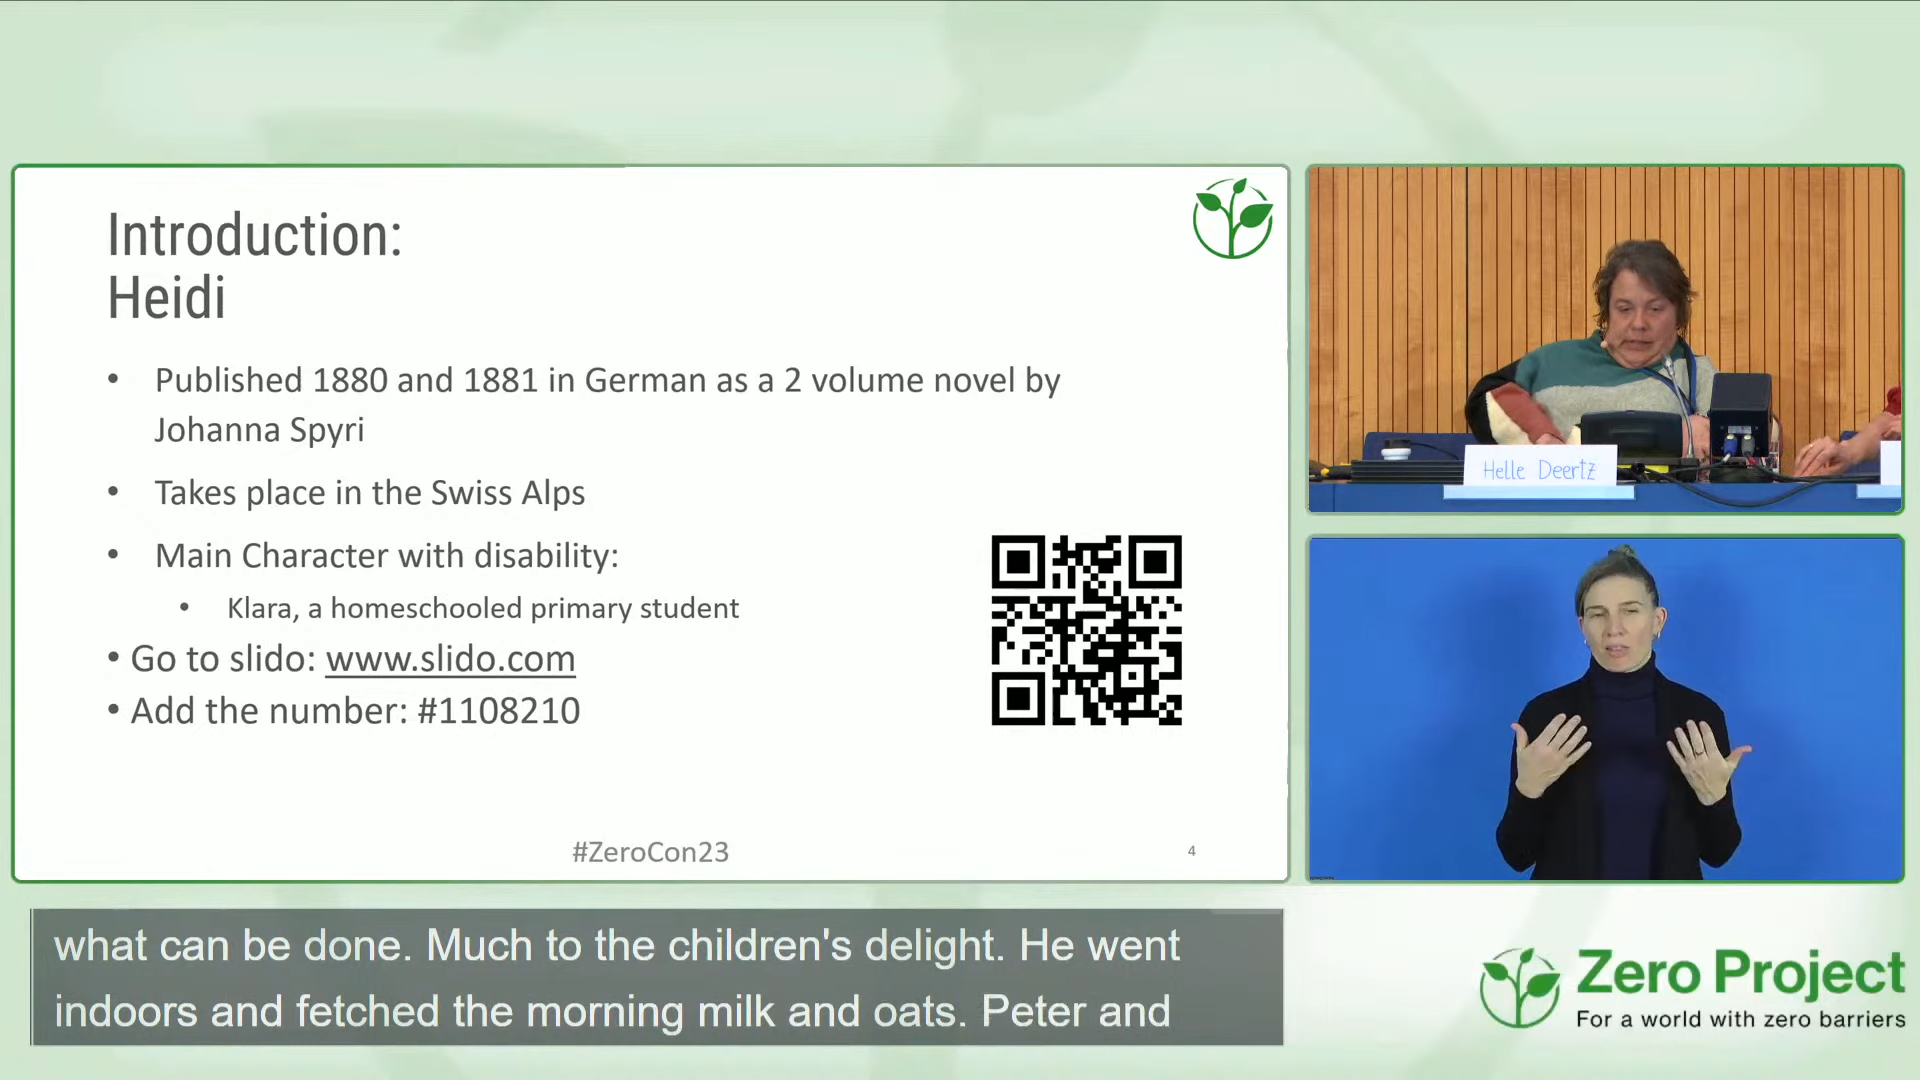 Introduction:
Heidi
• Published 1880 and 1881 in German as a 2 volume novel by
Johanna Spyri
• Takes place in the Swiss Alps
• Main Character with disability:
• Klara, a homeschooled primary student
• Go to slido: www.slido.com
• Add the number: #1108210
#ZeroCon23
4
Helle Deertz
what can be done. Much to the children's delight. He went
indoors and fetched the morning milk and oats. Peter and
Zero Project
For a world with zero barriers